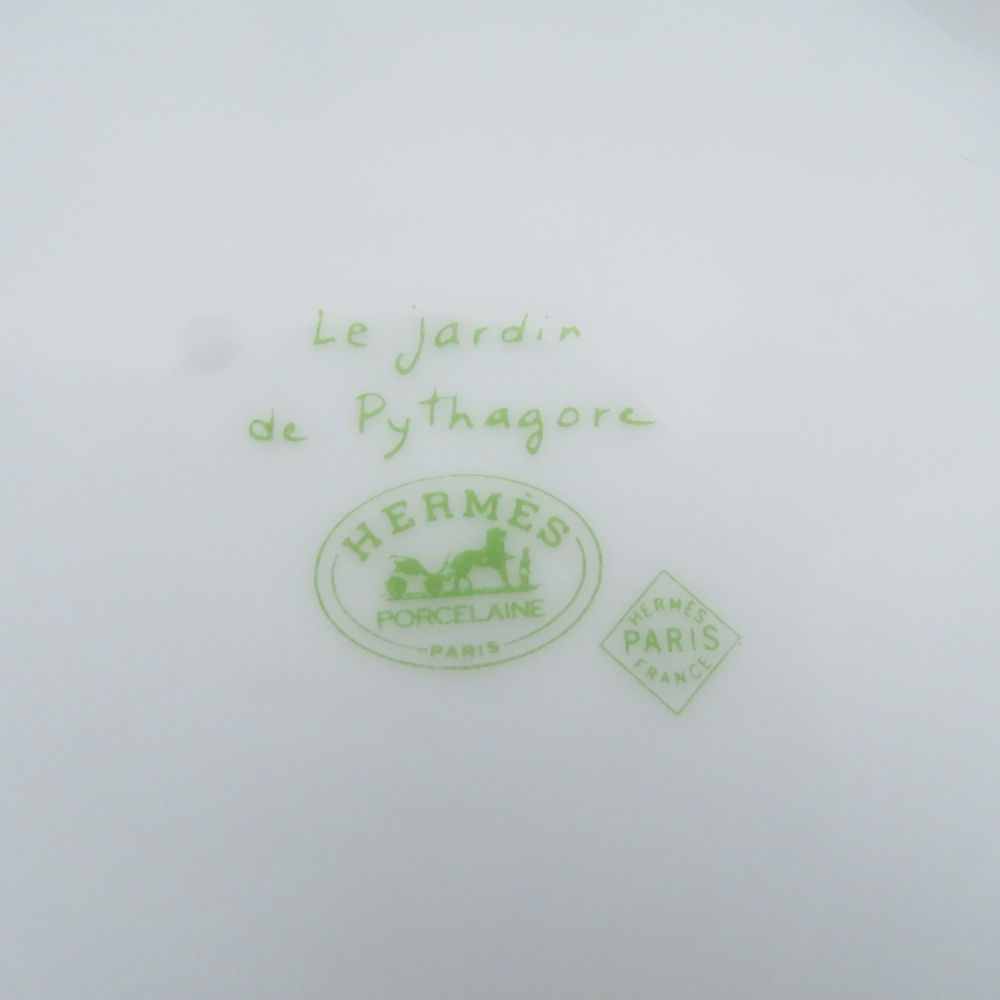 Le jardin
de Pythagore
HERMÈS
PORCELAINE
PARIS
HERMÈS
PARIS
FRANCE